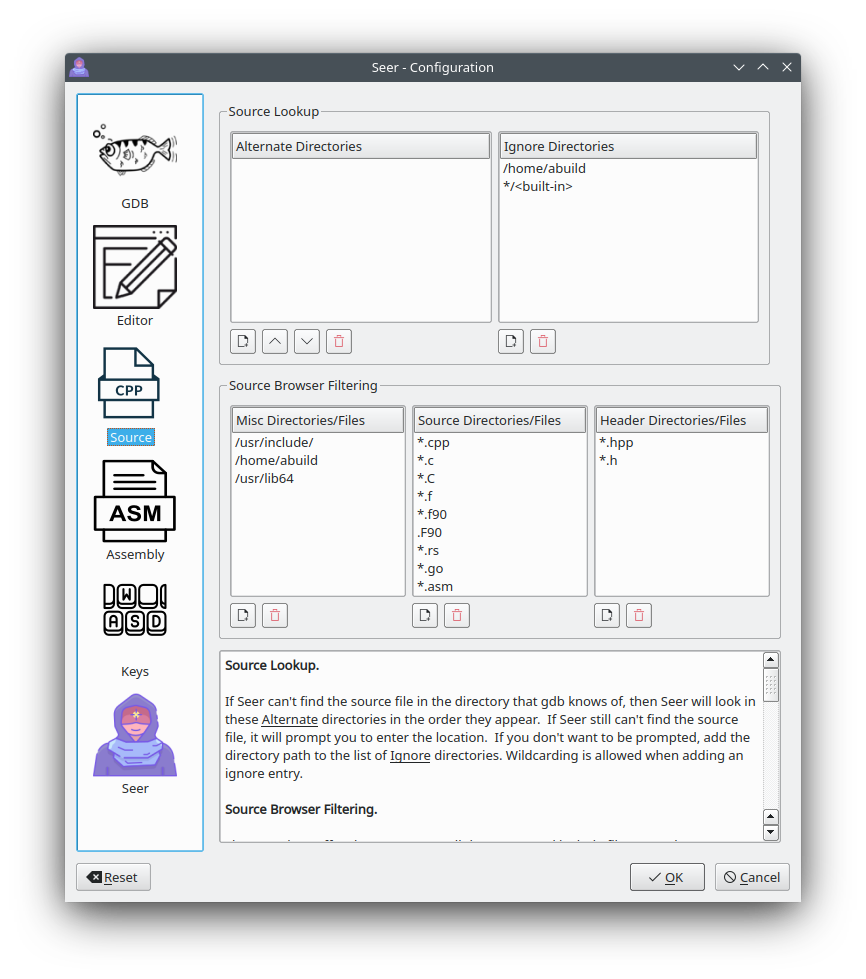 Seer - Configuration
GDB
Editor
CPP
Source
ASM
Assembly
W
A S D
Keys
Seer
Source Lookup
Alternate Directories
Ignore Directories
/home/abuild
*/<built-in>
Source Browser Filtering
Misc Directories/Files
/usr/include/
/home/abuild
/usr/lib64
Source Directories/Files
*.cpp
*.c
*.C
*.f
*.f90
.F90
*.rs
*.go
*.asm
Header Directories/Files
*.hpp
*.h
Source Lookup.
If Seer can't find the source file in the directory that gdb knows of, then Seer will look in
these Alternate directories in the order they appear.  If Seer still can't find the source
file, it will prompt you to enter the location.  If you don't want to be prompted, add the
directory path to the list of Ignore directories. Wildcarding is allowed when adding an
ignore entry.
Source Browser Filtering.
Reset
OK
Cancel